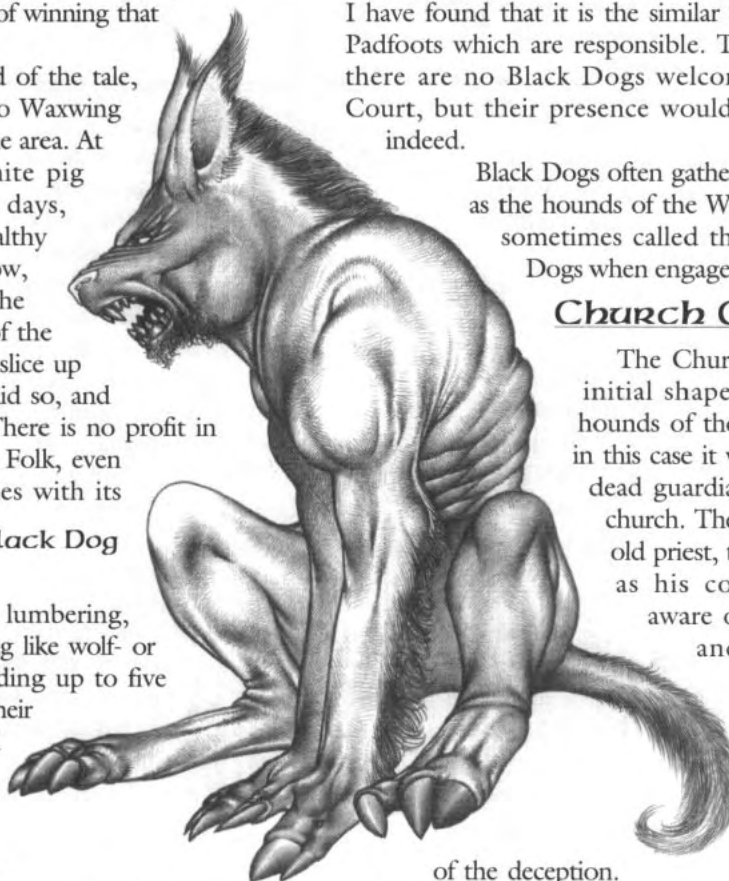 of winning that
d of the tale,
o Waxwing
e area. At
ite pig
days,
althy
ow,
he
of the
slice up
id so, and
There is no profit in
Folk, even
es with its
lack Dog
lumbering,
g like wolf- or
ding up to five
heir
I have found that it is the similar
Padfoots which are responsible. T
there are no Black Dogs welcom
Court, but their presence would
indeed.
Black Dogs often gathe
as the hounds of the W
sometimes called th
Dogs when engage
Church G
The Chur
initial shape
hounds of the
in this case it w
dead guardia
church. The
old priest, t
as his co
aware o
and
of the deception.